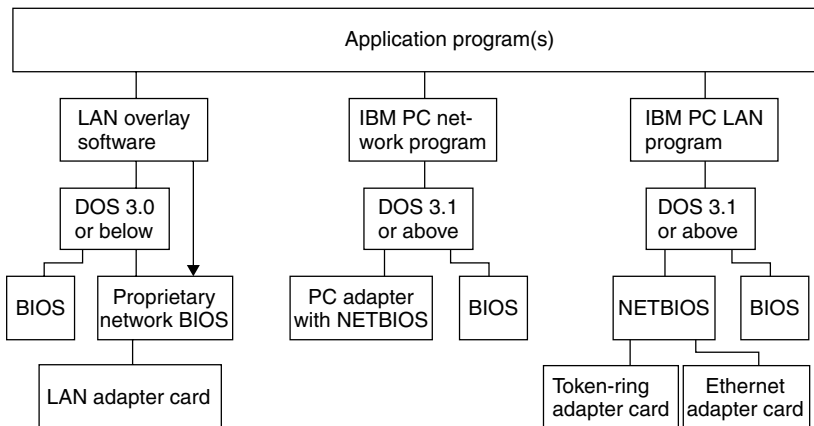 Application program(s)
LAN overlay
software
IBM PC net-
work program
IBM PC LAN
program
DOS 3.0
or below
DOS 3.1
or above
DOS 3.1
or above
BIOS
Proprietary
network BIOS
PC adapter
with NETBIOS
BIOS
NETBIOS
BIOS
LAN adapter card
Token-ring
adapter card
Ethernet
adapter card